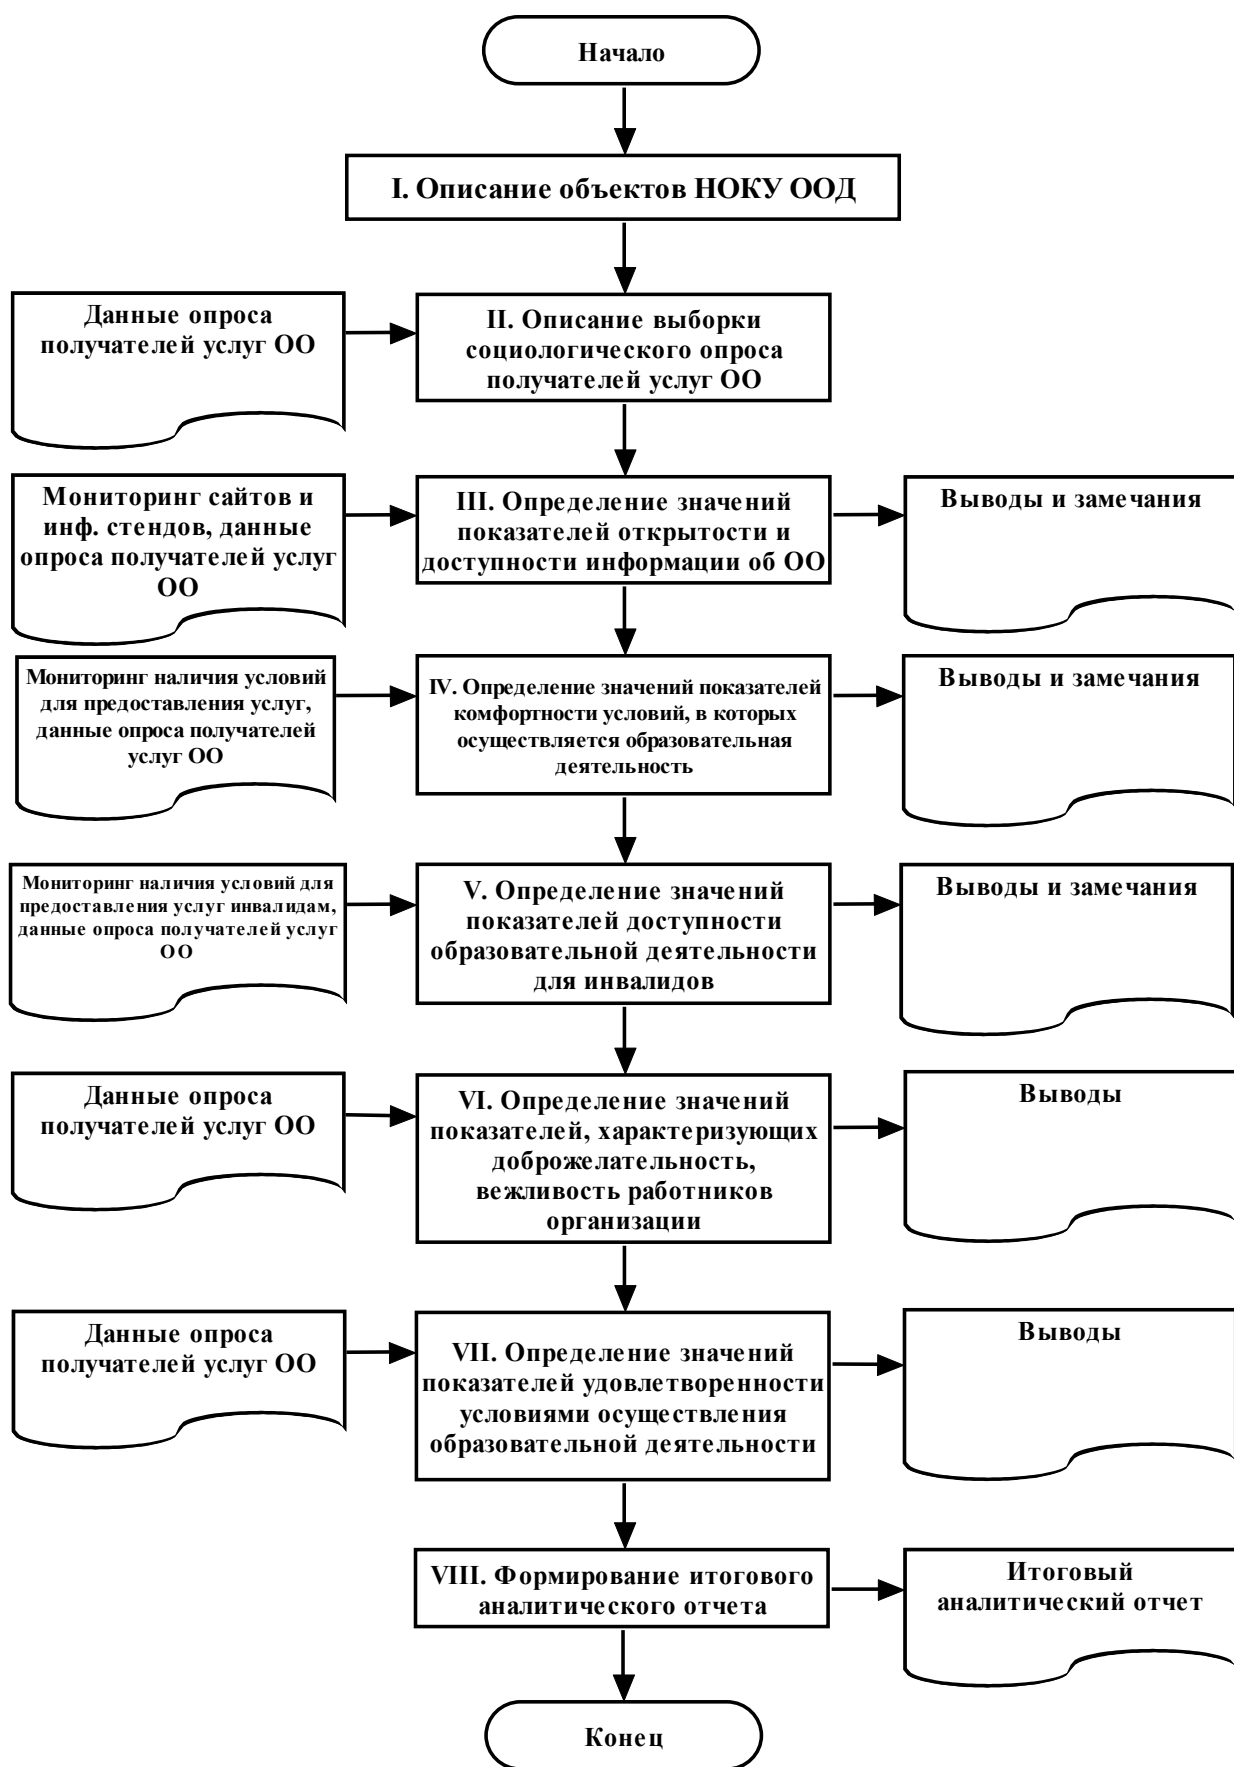 Начало
I. Описание объектов НОКУ ООД
Данные опроса
получателей услуг ОО
II. Описание выборки
социологического опроса
получателей услуг ОО
Мониторинг сайтов и
инф. стендов, данные
опроса получателей услуг
ОО
III. Определение значений
показателей открытости и
доступности информации об ОО
Выводы и замечания
Мониторинг наличия условий
для предоставления услуг,
данные опроса получателей
услуг ОО
IV. Определение значений показателей
комфортности условий, в которых
осуществляется образовательная
деятельность
Выводы и замечания
Мониторинг наличия условий для
предоставления услуг инвалидам,
данные опроса получателей услуг
ОО
V. Определение значений
показателей доступности
образовательной деятельности
для инвалидов
Выводы и замечания
Данные опроса
получателей услуг ОО
VI. Определение значений
показателей, характеризующих
доброжелательность,
вежливость работников
организации
Выводы
Данные опроса
получателей услуг ОО
VII. Определение значений
показателей удовлетворенности
условиями осуществления
образовательной деятельности
Выводы
VIII. Формирование итогового
аналитического отчета
Итоговый
аналитический отчет
Конец